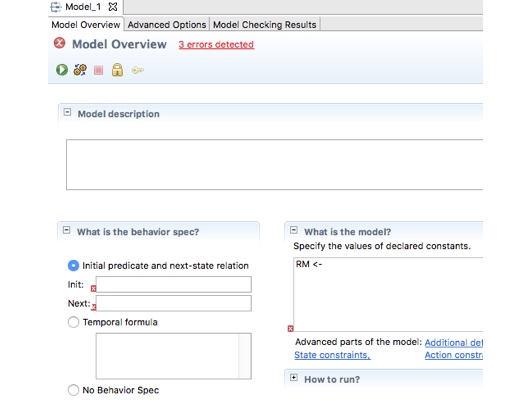 Model_1
Model Overview Advanced Options Model Checking Results
Model Overview 3 errors detected
Model description
What is the behavior spec?
Initial predicate and next-state relation
Init:
Next:
Temporal formula
No Behavior Spec
What is the model?
Specify the values of declared constants.
RM <-
Advanced parts of the model: Additional def
State constraints, Action constr
How to run?